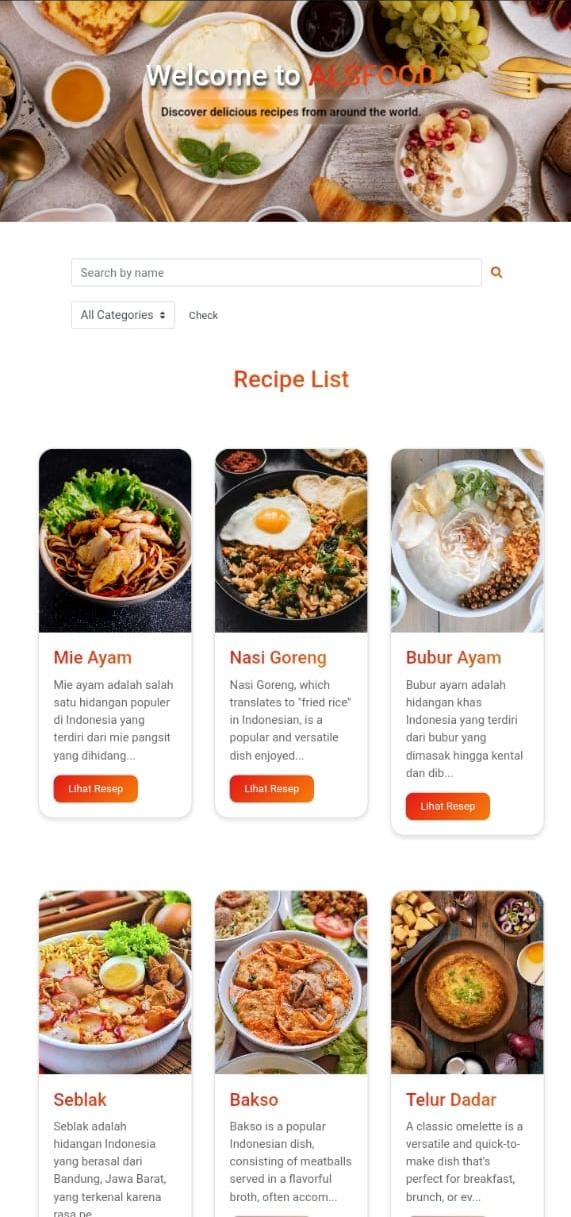 Welcome to ALSFOOD
Discover delicious recipes from around the world.
Search by name
All Categories
Check
Recipe List
Mie Ayam
Mie ayam adalah salah
satu hidangan populer
di Indonesia yang
terdiri dari mie pangsit
yang dihidang...
Lihat Resep
Nasi Goreng
Nasi Goreng, which
translates to "fried rice"
in Indonesian, is a
popular and versatile
dish enjoyed...
Lihat Resep
Bubur Ayam
Bubur ayam adalah
hidangan khas
Indonesia yang terdiri
dari bubur yang
dimasak hingga kental
dan dib...
Lihat Resep
Seblak
Seblak adalah
hidangan Indonesia
yang berasal dari
Bandung, Jawa Barat,
yang terkenal karena
rasa pe...
Bakso
Bakso is a popular
Indonesian dish,
consisting of meatballs
served in a flavorful
broth, often accom...
Telur Dadar
A classic omelette is a
versatile and quick-to-
make dish that's
perfect for breakfast,
brunch, or ev...